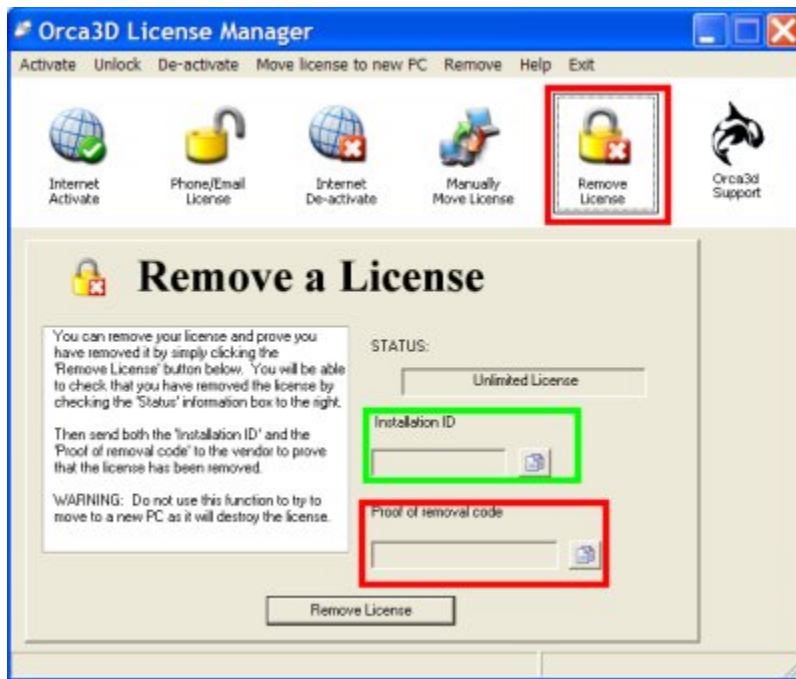 Orca3D License Manager
Activate Unlock De-activate Move license to new PC Remove Help Exit
Internet
Activate
Phone/Email
License
Internet
De-activate
Manually
Move License
Remove
License
Orca3d
Support
Remove a License
You can remove your license and prove you
have removed it by simply clicking the
'Remove License' button below. You will be able
to check that you have removed the license by
checking the 'Status' information box to the right.
Then send both the 'Installation ID' and the
'Proof of removal code' to the vendor to prove
that the license has been removed.
WARNING: Do not use this function to try to
move to a new PC as it will destroy the license.
STATUS:
Unlimited License
Installation ID
Proof of removal code
Remove License